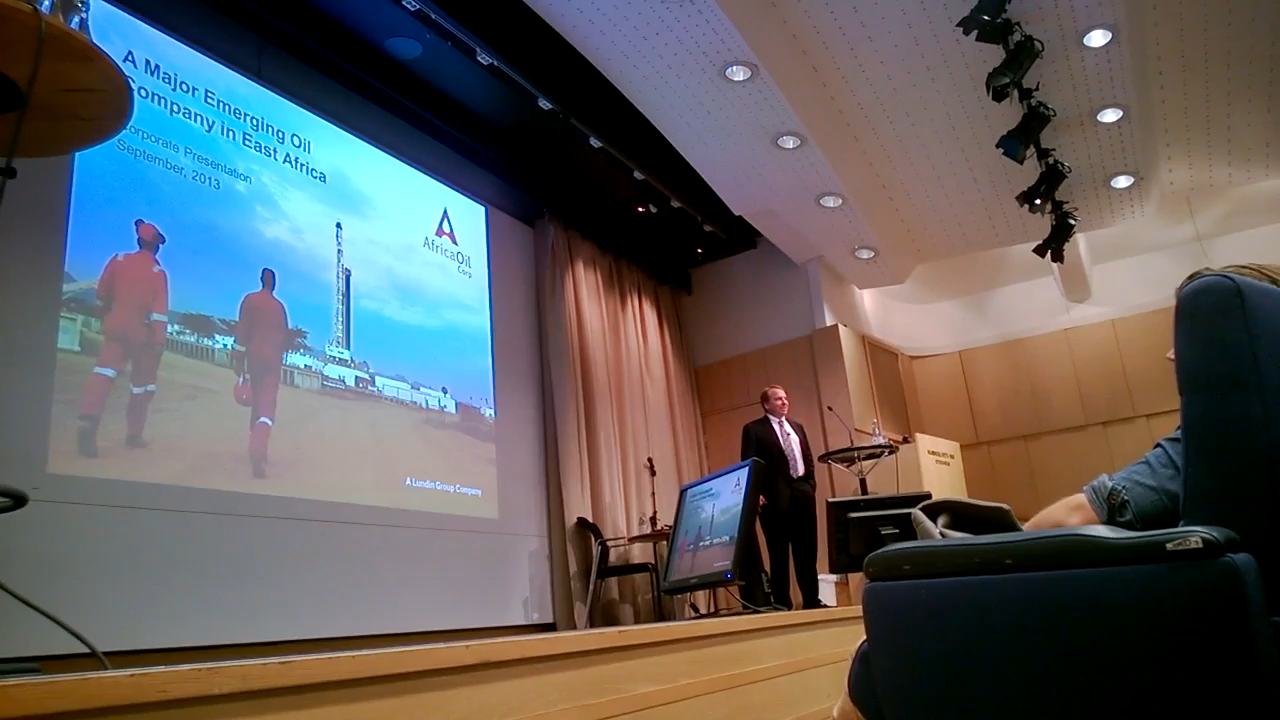 A Major Emerging Oil
Company in East Africa
Corporate Presentation
September, 2013
AfricaOil
Corp
A Lundin Group Company